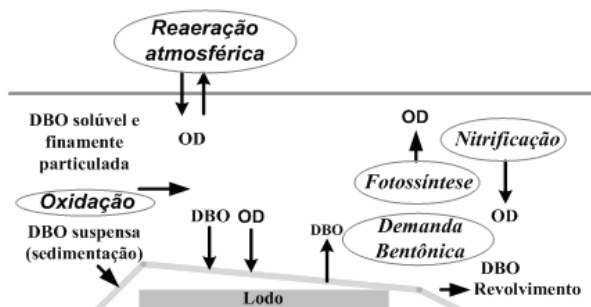 Reaeração
atmosférica
DBO solúvel e
finamente
particulada
OD
OD
Nitrificação
Fotossíntese
Oxidação
OD
DBO OD
DBO
Demanda
Bentônica
DBO suspensa
(sedimentação)
DBO
Revolvimento
Lodo